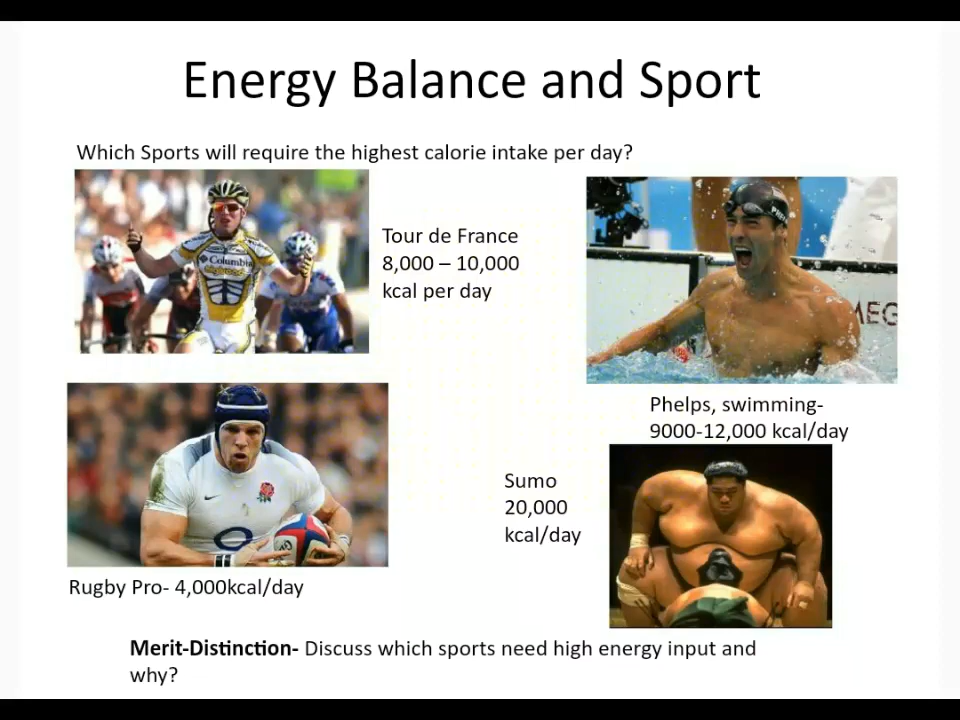 Energy Balance and Sport
Which Sports will require the highest calorie intake per day?
Columbia
Tour de France
8,000 – 10,000
kcal per day
Phelps, swimming-
9000-12,000 kcal/day
Sumo
20,000
kcal/day
Rugby Pro- 4,000kcal/day
Merit-Distinction- Discuss which sports need high energy input and
why?